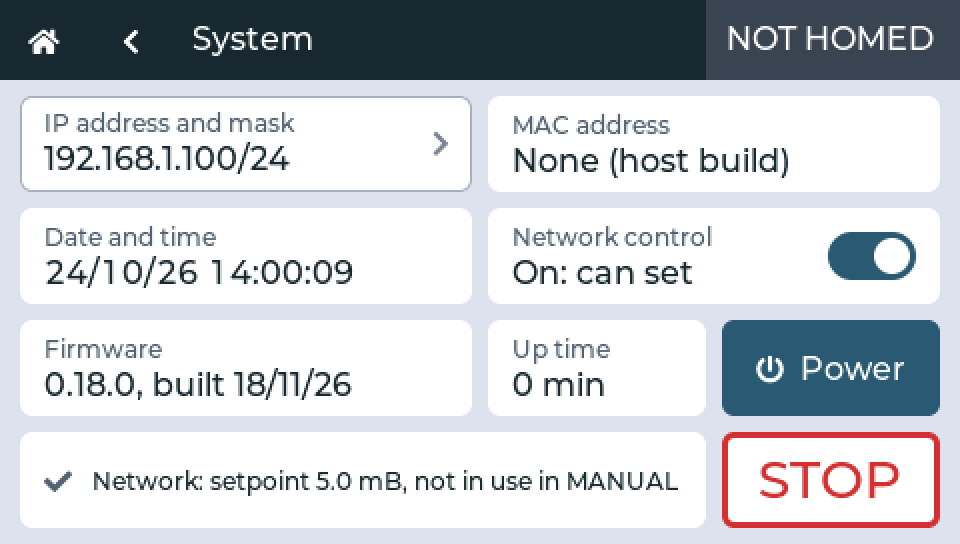 System
NOT HOMED
IP address and mask
192.168.1.100/24
MAC address
None (host build)
Date and time
24/10/26 14:00:09
Network control
On: can set
Firmware
0.18.0, built 18/11/26
Up time
0 min
Power
Network: setpoint 5.0 mB, not in use in MANUAL
STOP